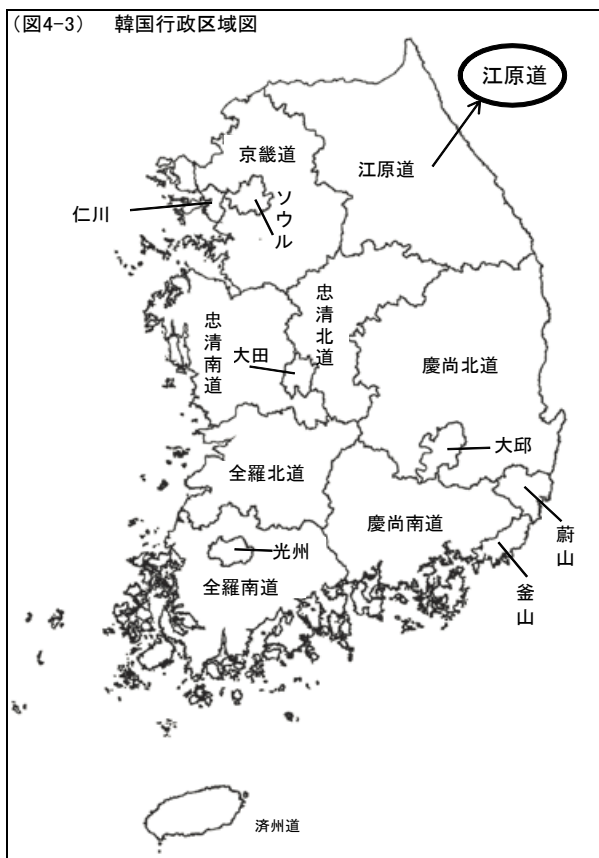 （図4-3）　韓国行政区域図
江原道
京畿道
江原道
ソウル
仁川
忠清北道
忠清南道
大田
慶尚北道
大邱
全羅北道
慶尚南道
蔚山
光州
釜山
全羅南道
済州道